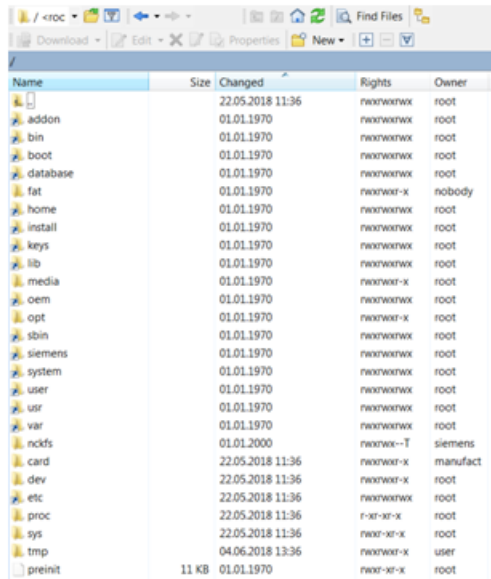 / <roc Find Files
Download Edit Properties New
/
Name Size Changed Rights Owner
.. 22.05.2018 11:36 rwxrwxrwx root
addon 01.01.1970 rwxrwxrwx root
bin 01.01.1970 rwxrwxrwx root
boot 01.01.1970 rwxrwxrwx root
database 01.01.1970 rwxrwxrwx root
fat 01.01.1970 rwxrwxr-x nobody
home 01.01.1970 rwxrwxrwx root
install 01.01.1970 rwxrwxrwx root
keys 01.01.1970 rwxrwxrwx root
lib 01.01.1970 rwxrwxrwx root
media 01.01.1970 rwxrwxr-x root
oem 01.01.1970 rwxrwxrwx root
opt 01.01.1970 rwxrwxr-x root
sbin 01.01.1970 rwxrwxrwx root
siemens 01.01.1970 rwxrwxrwx root
system 01.01.1970 rwxrwxrwx root
user 01.01.1970 rwxrwxrwx root
usr 01.01.1970 rwxrwxrwx root
var 01.01.1970 rwxrwxrwx root
nckfs 01.01.2000 rwxrwx--T siemens
card 22.05.2018 11:36 rwxrwxr-x manufact
dev 22.05.2018 11:36 rwxrwxr-x root
etc 22.05.2018 11:36 rwxrwxrwx root
proc 22.05.2018 11:36 r-xr-xr-x root
sys 22.05.2018 11:36 rwxr-xr-x root
tmp 04.06.2018 13:36 rwxrwxr-x user
preinit 11 KB 01.01.1970 rwxr-xr-x root